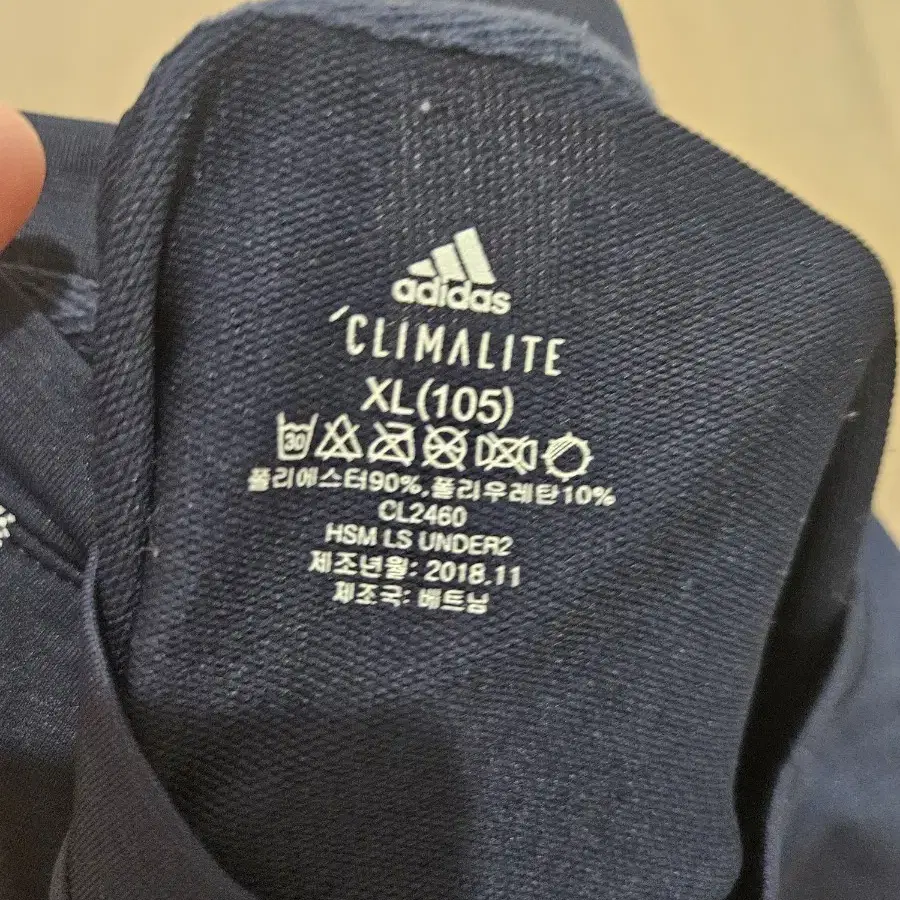 adidas
CLIMALITE
XL(105)
30
폴리에스터90%,폴리우레탄10%
CL2460
HSM LS UNDER2
제조년월: 2018.11
제조국: 베트남